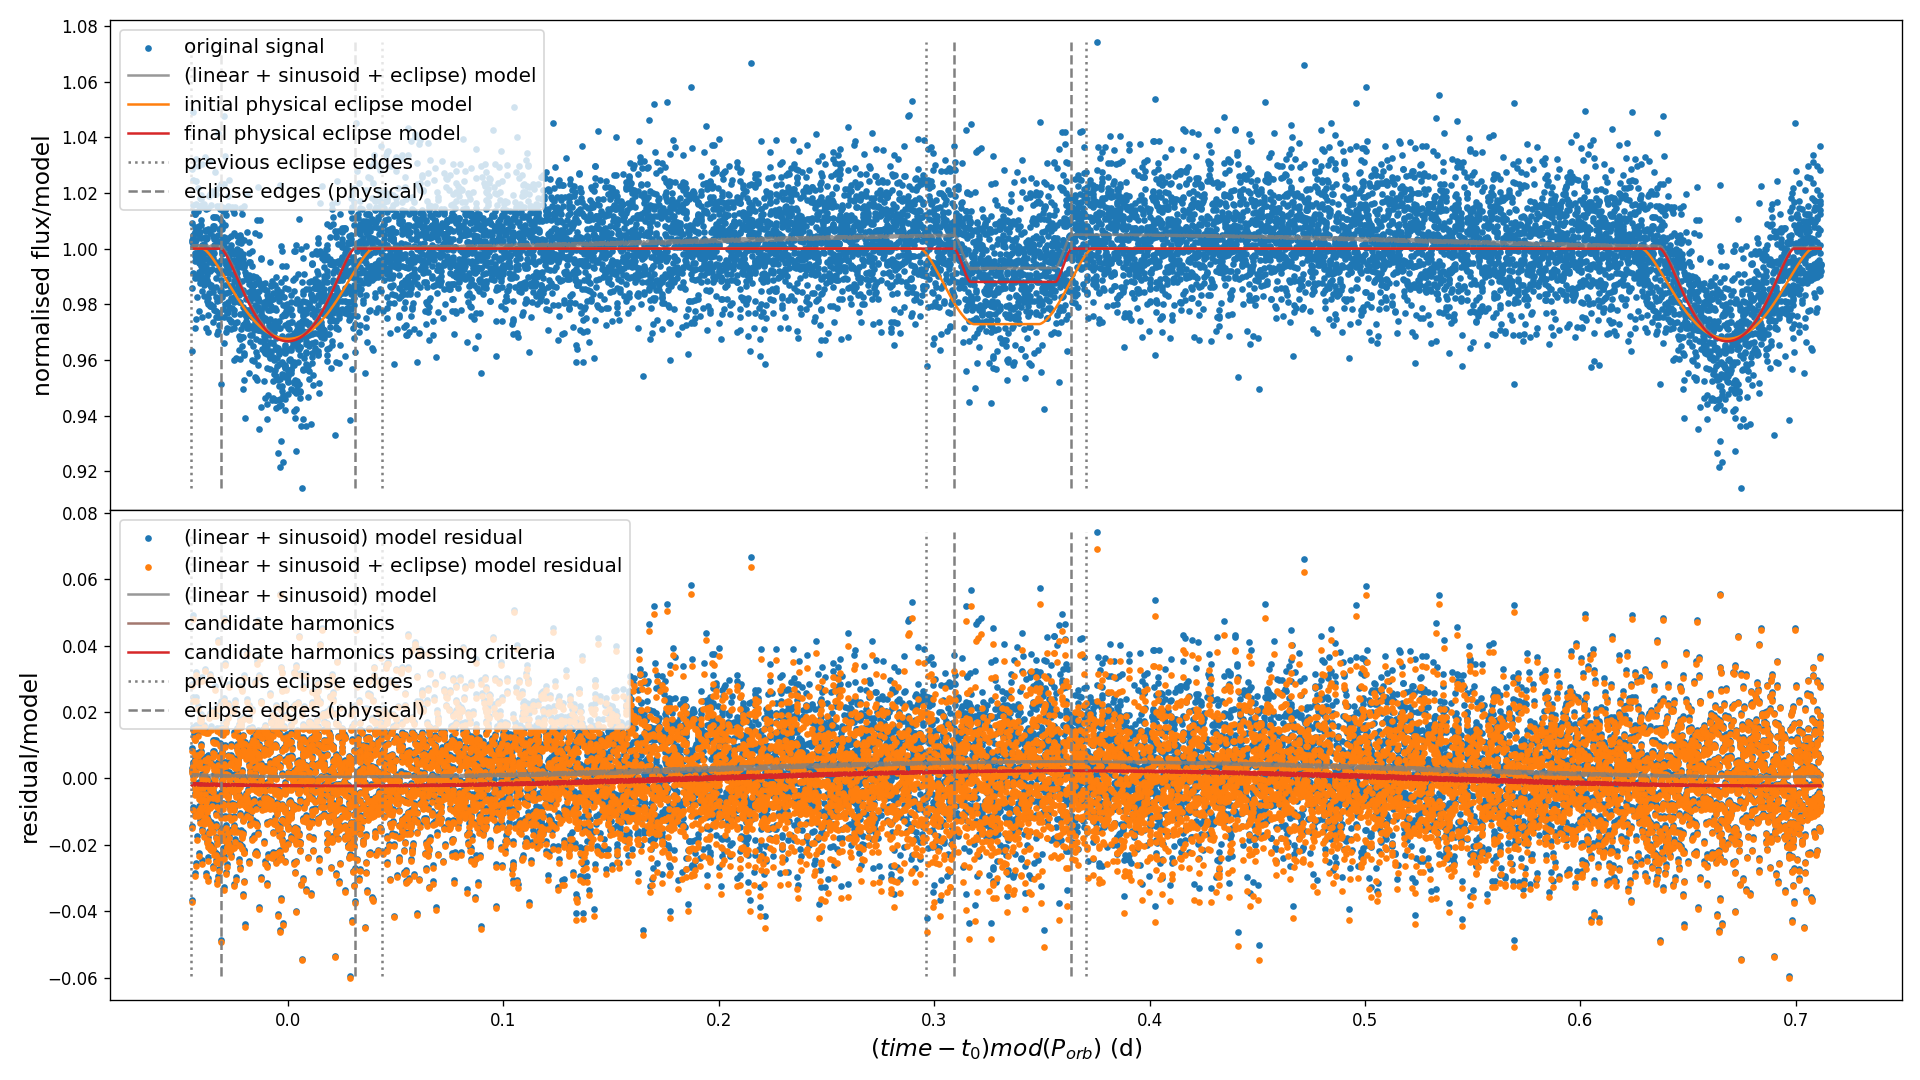 1.08
1.06
1.04
1.02
1.00
0.98
0.96
0.94
0.92
normalised flux/model
original signal
(linear + sinusoid + eclipse) model
initial physical eclipse model
final physical eclipse model
previous eclipse edges
eclipse edges (physical)
0.08
0.06
0.04
0.02
0.00
−0.02
−0.04
−0.06
residual/model
(linear + sinusoid) model residual
(linear + sinusoid + eclipse) model residual
(linear + sinusoid) model
candidate harmonics
candidate harmonics passing criteria
previous eclipse edges
eclipse edges (physical)
0.0 0.1 0.2 0.3 0.4 0.5 0.6 0.7
(time − t₀)mod(Pₒᵣb) (d)